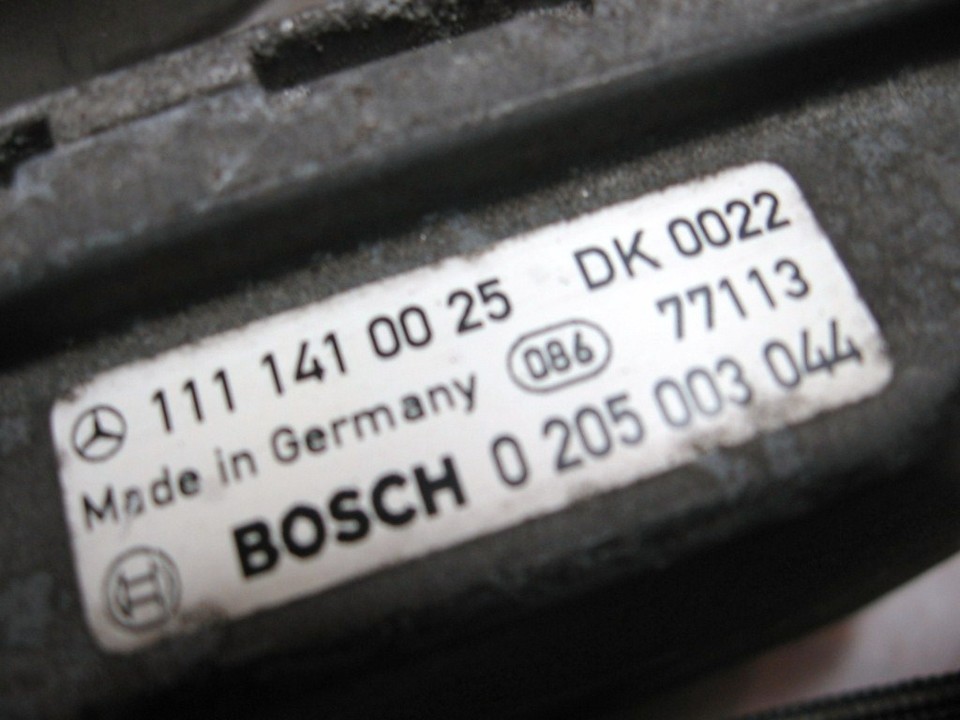 111 141 00 25 DK 0022
Made in Germany 086 77113
BOSCH 0 205 003 044